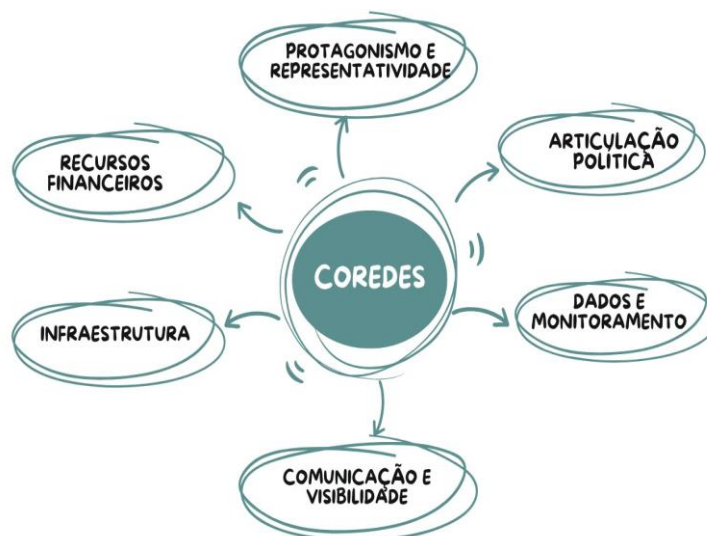 PROTAGONISMO E
REPRESENTATIVIDADE
RECURSOS
FINANCEIROS
ARTICULAÇÃO
POLÍTICA
COREDES
INFRAESTRUTURA
DADOS E
MONITORAMENTO
COMUNICAÇÃO E
VISIBILIDADE